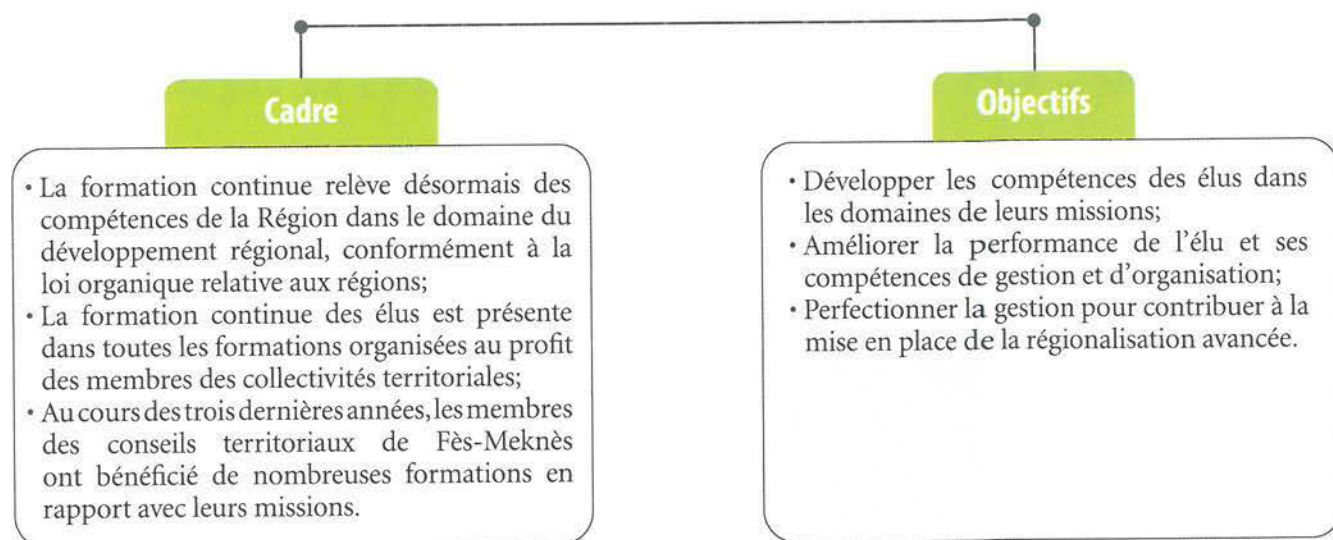 Cadre
• La formation continue relève désormais des
compétences de la Région dans le domaine du
développement régional, conformément à la
loi organique relative aux régions;
• La formation continue des élus est présente
dans toutes les formations organisées au profit
des membres des collectivités territoriales;
• Au cours des trois dernières années, les membres
des conseils territoriaux de Fès-Meknès
ont bénéficié de nombreuses formations en
rapport avec leurs missions.
Objectifs
• Développer les compétences des élus dans
les domaines de leurs missions;
• Améliorer la performance de l'élu et ses
compétences de gestion et d'organisation;
• Perfectionner la gestion pour contribuer à la
mise en place de la régionalisation avancée.